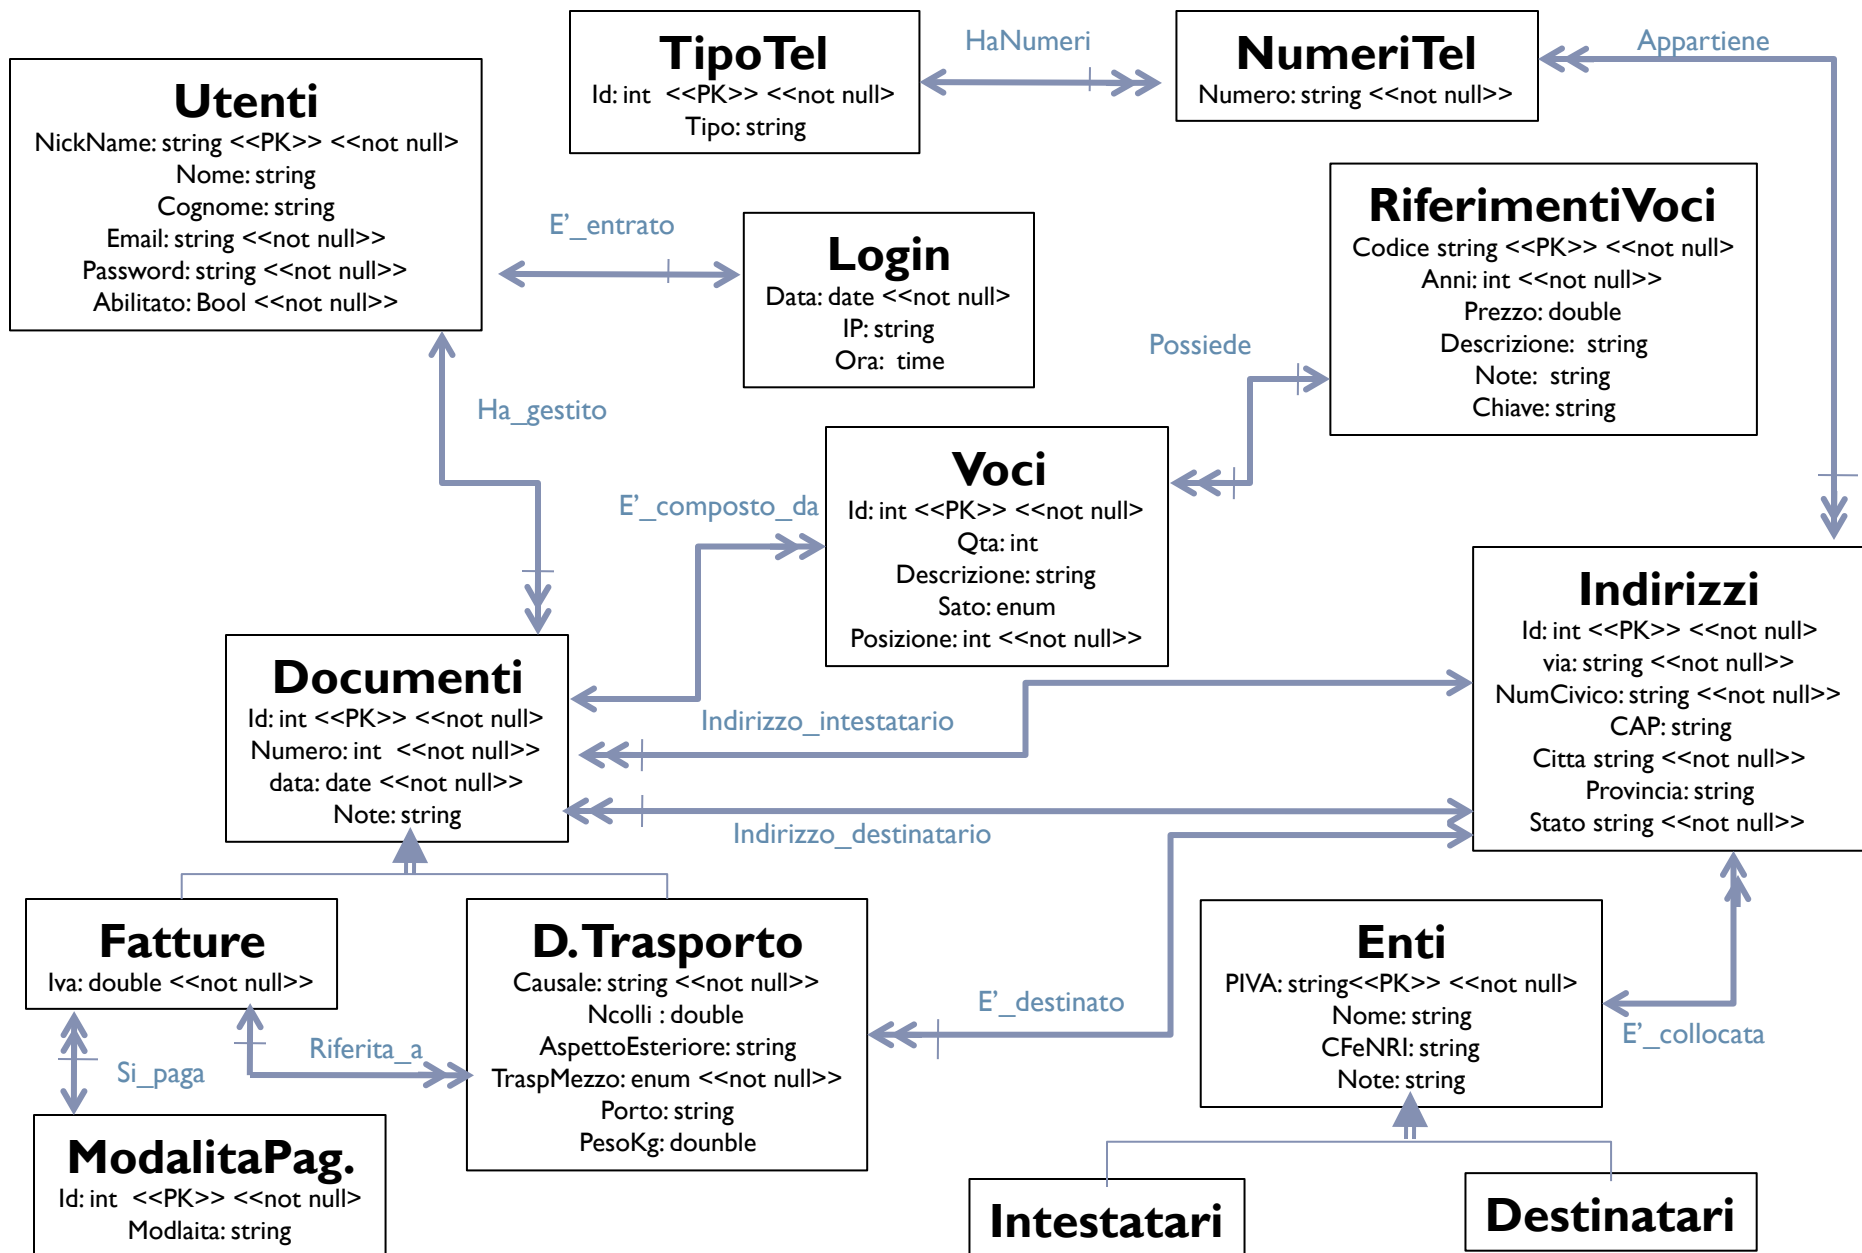 TipoTel
Id: int <<PK>> <<not null>
Tipo: string
HaNumeri
NumeriTel
Numero: string <<not null>>
Appartiene
Utenti
NickName: string <<PK>> <<not null>
Nome: string
Cognome: string
Email: string <<not null>>
Password: string <<not null>>
Abilitato: Bool <<not null>>
E'_entrato
Login
Data: date <<not null>
IP: string
Ora: time
RiferimentiVoci
Codice string <<PK>> <<not null>
Anni: int <<not null>>
Prezzo: double
Descrizione: string
Note: string
Chiave: string
Possiede
Ha_gestito
Voci
Id: int <<PK>> <<not null>
Qta: int
Descrizione: string
Sato: enum
Posizione: int <<not null>>
E'_composto_da
Indirizzi
Id: int <<PK>> <<not null>
via: string <<not null>>
NumCivico: string <<not null>>
CAP: string
Citta string <<not null>>
Provincia: string
Stato string <<not null>>
Documenti
Id: int <<PK>> <<not null>
Numero: int <<not null>>
data: date <<not null>>
Note: string
Indirizzo_intestatario
Indirizzo_destinatario
Fatture
Iva: double <<not null>>
D.Trasporto
Causale: string <<not null>>
Ncolli : double
AspettoEsteriore: string
TraspMezzo: enum <<not null>>
Porto: string
PesoKg: dounble
E'_destinato
Enti
PIVA: string<<PK>> <<not null>
Nome: string
CFeNRI: string
Note: string
E'_collocata
Si_paga
Riferita_a
ModalitaPag.
Id: int <<PK>> <<not null>
Modlaita: string
Intestatari
Destinatari